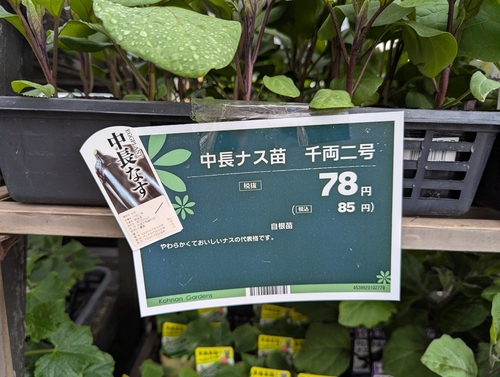 中長ナス苗 千両二号
税抜 78円
(税込 85円)
自根苗
やわらかくておいしいナスの代表格です。
Kohnan Gardens
中長なす